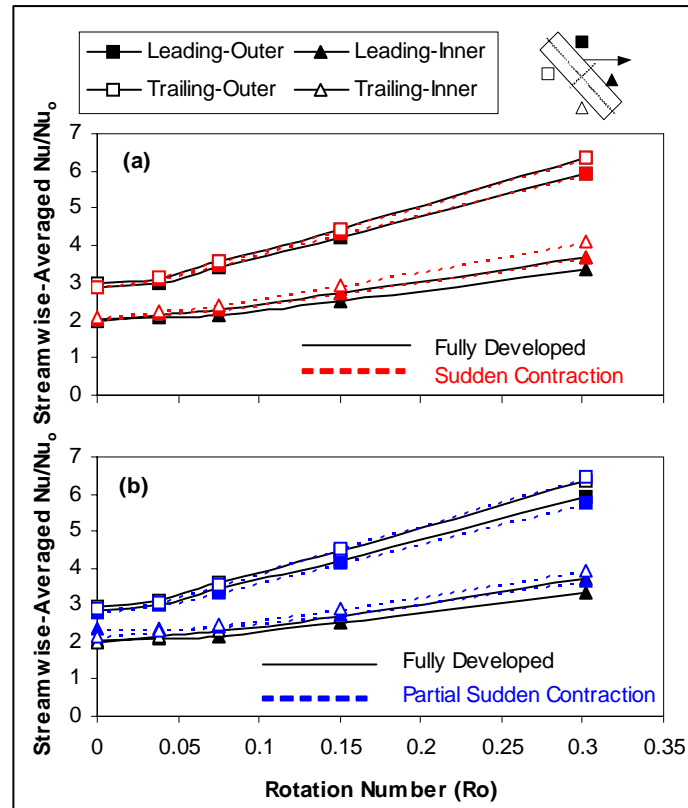 Leading-Outer
Leading-Inner
Trailing-Outer
Trailing-Inner
Streamwise-Averaged Nu/Nuo
7
6
5
4
3
2
1
0
(a)
Fully Developed
Sudden Contraction
Streamwise-Averaged Nu/Nuo
7
6
5
4
3
2
1
0
(b)
Fully Developed
Partial Sudden Contraction
0 0.05 0.1 0.15 0.2 0.25 0.3 0.35
Rotation Number (Ro)